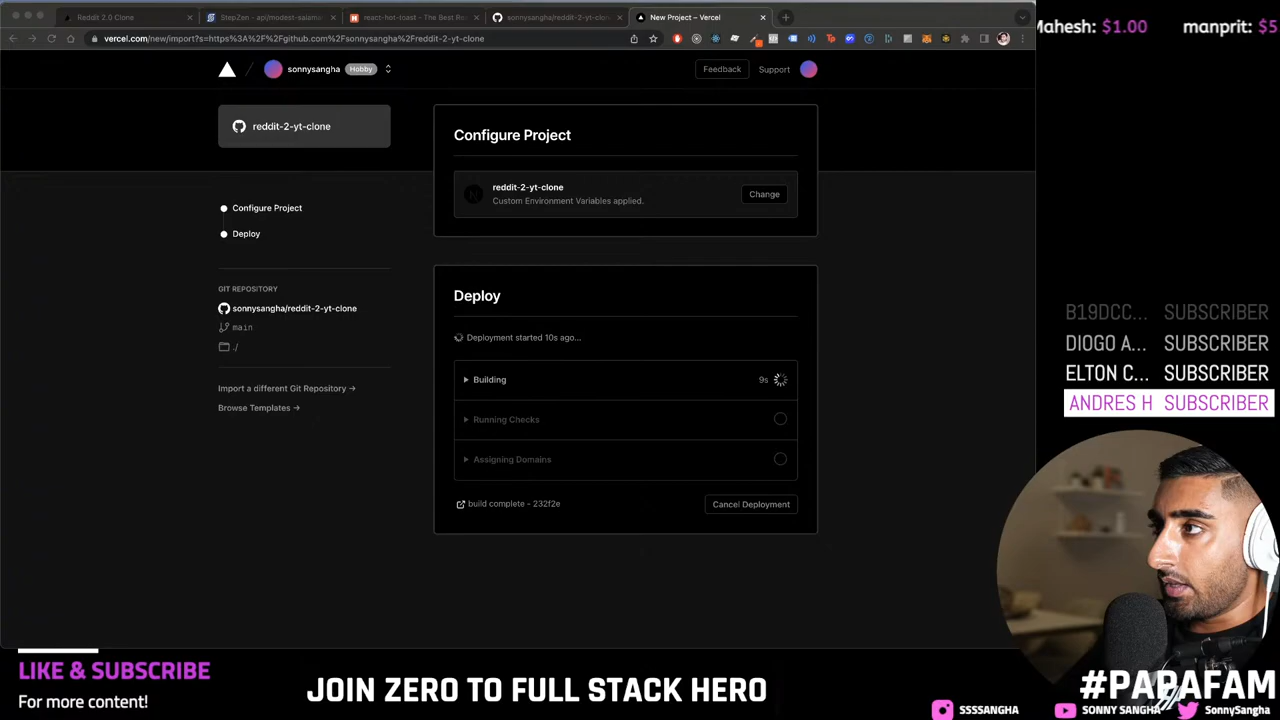 Reddit 2.0 Clone
StepZen - api/modest-saisma
react-hot-toast - The Best Re
sonnysangha/reddit-2-yt-clon
New Project – Vercel
vercel.com/new/import?s=https%3A%2F%2Fgithub.com%2Fsonnysangha%2Freddit-2-yt-clone
Mahesh: $1.00 manprit: $5
sonnysangha Hobby
Feedback
Support
reddit-2-yt-clone
Configure Project
Deploy
GIT REPOSITORY
sonnysangha/reddit-2-yt-clone
main
./
Import a different Git Repository →
Browse Templates →
Configure Project
reddit-2-yt-clone
Custom Environment Variables applied.
Change
Deploy
Deployment started 10s ago...
Building 9s
Running Checks
Assigning Domains
build complete - 232f2e
Cancel Deployment
B19DCC... SUBSCRIBER
DIOGO A... SUBSCRIBER
ELTON C... SUBSCRIBER
ANDRES H SUBSCRIBER
LIKE & SUBSCRIBE
For more content!
JOIN ZERO TO FULL STACK HERO
#PAPAFAM
SSSSANGHA
SONNY SANGHA
SonnySangha